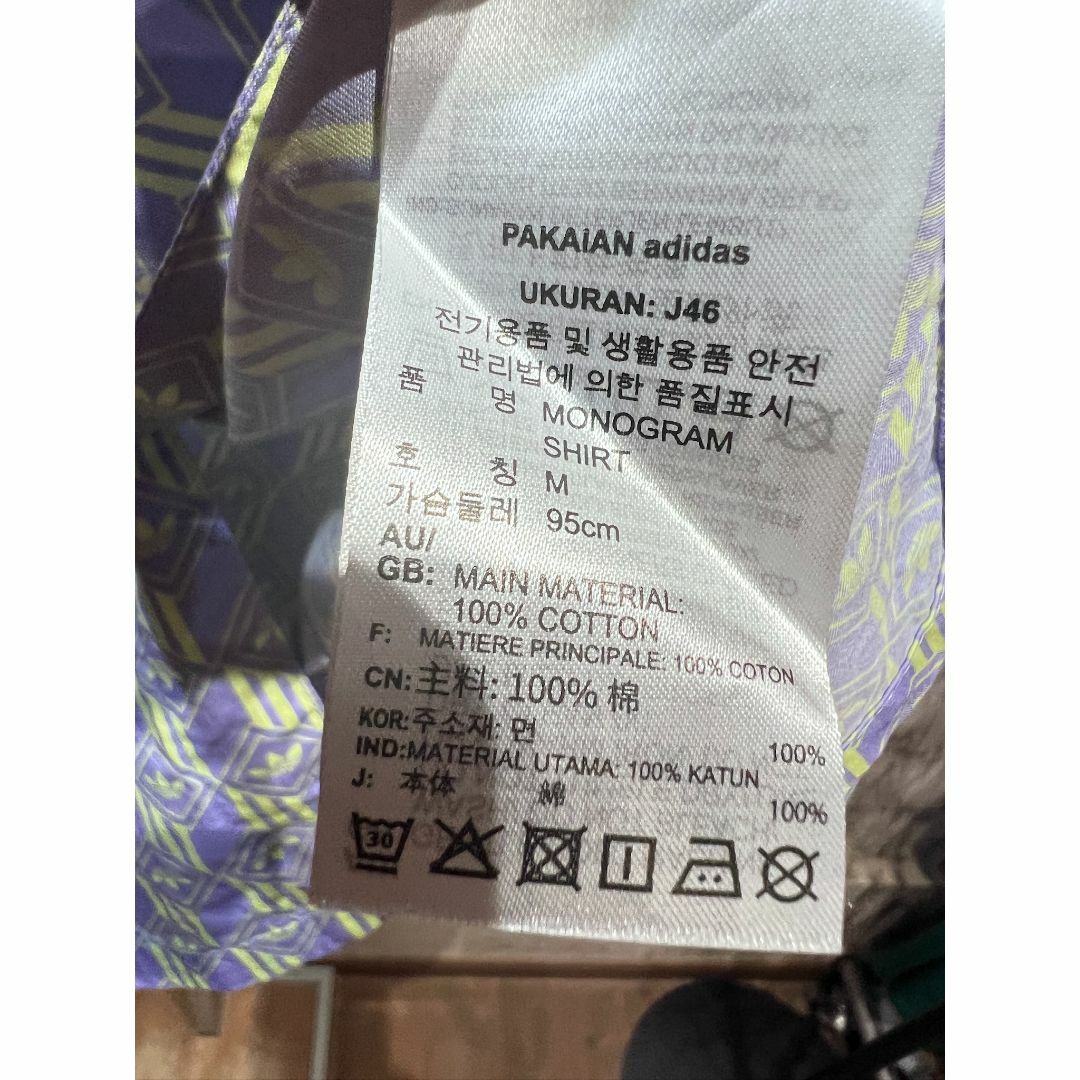 PAKAiAN adidas
UKURAN: J46
전기용품 및 생활용품 안전
관리법에 의한 품질표시
품 명 MONOGRAM
SHIRT
호 칭 M
가슴둘레 95cm
AU/
GB: MAIN MATERIAL:
100% COTTON
F: MATIERE PRINCIPALE: 100% COTON
CN:主料: 100% 棉
KOR:주소재: 면 100%
IND:MATERIAL UTAMA: 100% KATUN
J: 本体 綿 100%
30